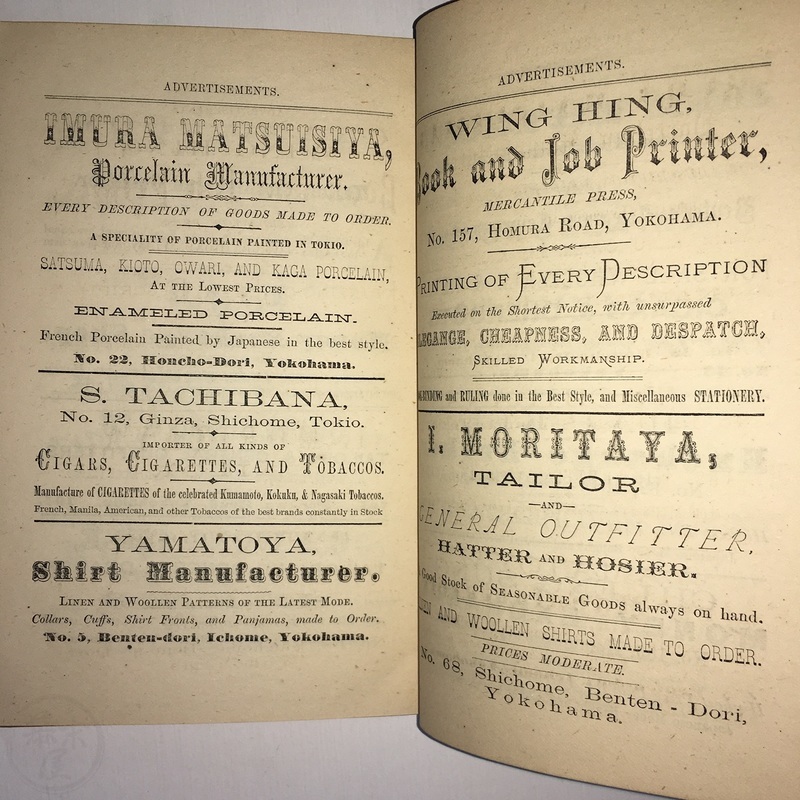 ADVERTISEMENTS.
IMURA MATSUISIYA,
Porcelain Manufacturer.
EVERY DESCRIPTION OF GOODS MADE TO ORDER.
A SPECIALITY OF PORCELAIN PAINTED IN TOKIO.
SATSUMA, KIOTO, OWARI, AND KAGA PORCELAIN,
AT THE LOWEST PRICES.
ENAMELED PORCELAIN.
French Porcelain Painted by Japanese in the best style.
No. 22, Honcho-Dori, Yokohama.
S. TACHIBANA,
No. 12, Ginza, Shichome, Tokio.
IMPORTER OF ALL KINDS OF
CIGARS, CIGARETTES, AND TOBACCOS.
Manufacture of CIGARETTES of the celebrated Kumamoto, Kokuku, & Nagasaki Tobaccos.
French, Manila, American, and other Tobaccos of the best brands constantly in Stock
YAMATOYA,
Shirt Manufacturer.
LINEN AND WOOLLEN PATTERNS OF THE LATEST MODE.
Collars, Cuffs, Shirt Fronts, and Panjamas, made to Order.
No. 5, Benten-dori, Ichome, Yokohama.
ADVERTISEMENTS.
WING HING,
Book and Job Printer,
MERCANTILE PRESS,
No. 157, HOMURA ROAD, YOKOHAMA.
PRINTING OF EVERY DESCRIPTION
Executed on the Shortest Notice, with unsurpassed
ELEGANCE, CHEAPNESS, AND DESPATCH,
SKILLED WORKMANSHIP.
and RULING done in the Best Style, and Miscellaneous STATIONERY.
I. MORITAYA,
TAILOR
—AND—
GENERAL OUTFITTER,
HATTER AND HOSIER.
Good Stock of SEASONABLE GOODS always on hand.
AND WOOLLEN SHIRTS MADE TO ORDER.
PRICES MODERATE.
No. 68, Shichome, Benten-Dori,
Yokohama.